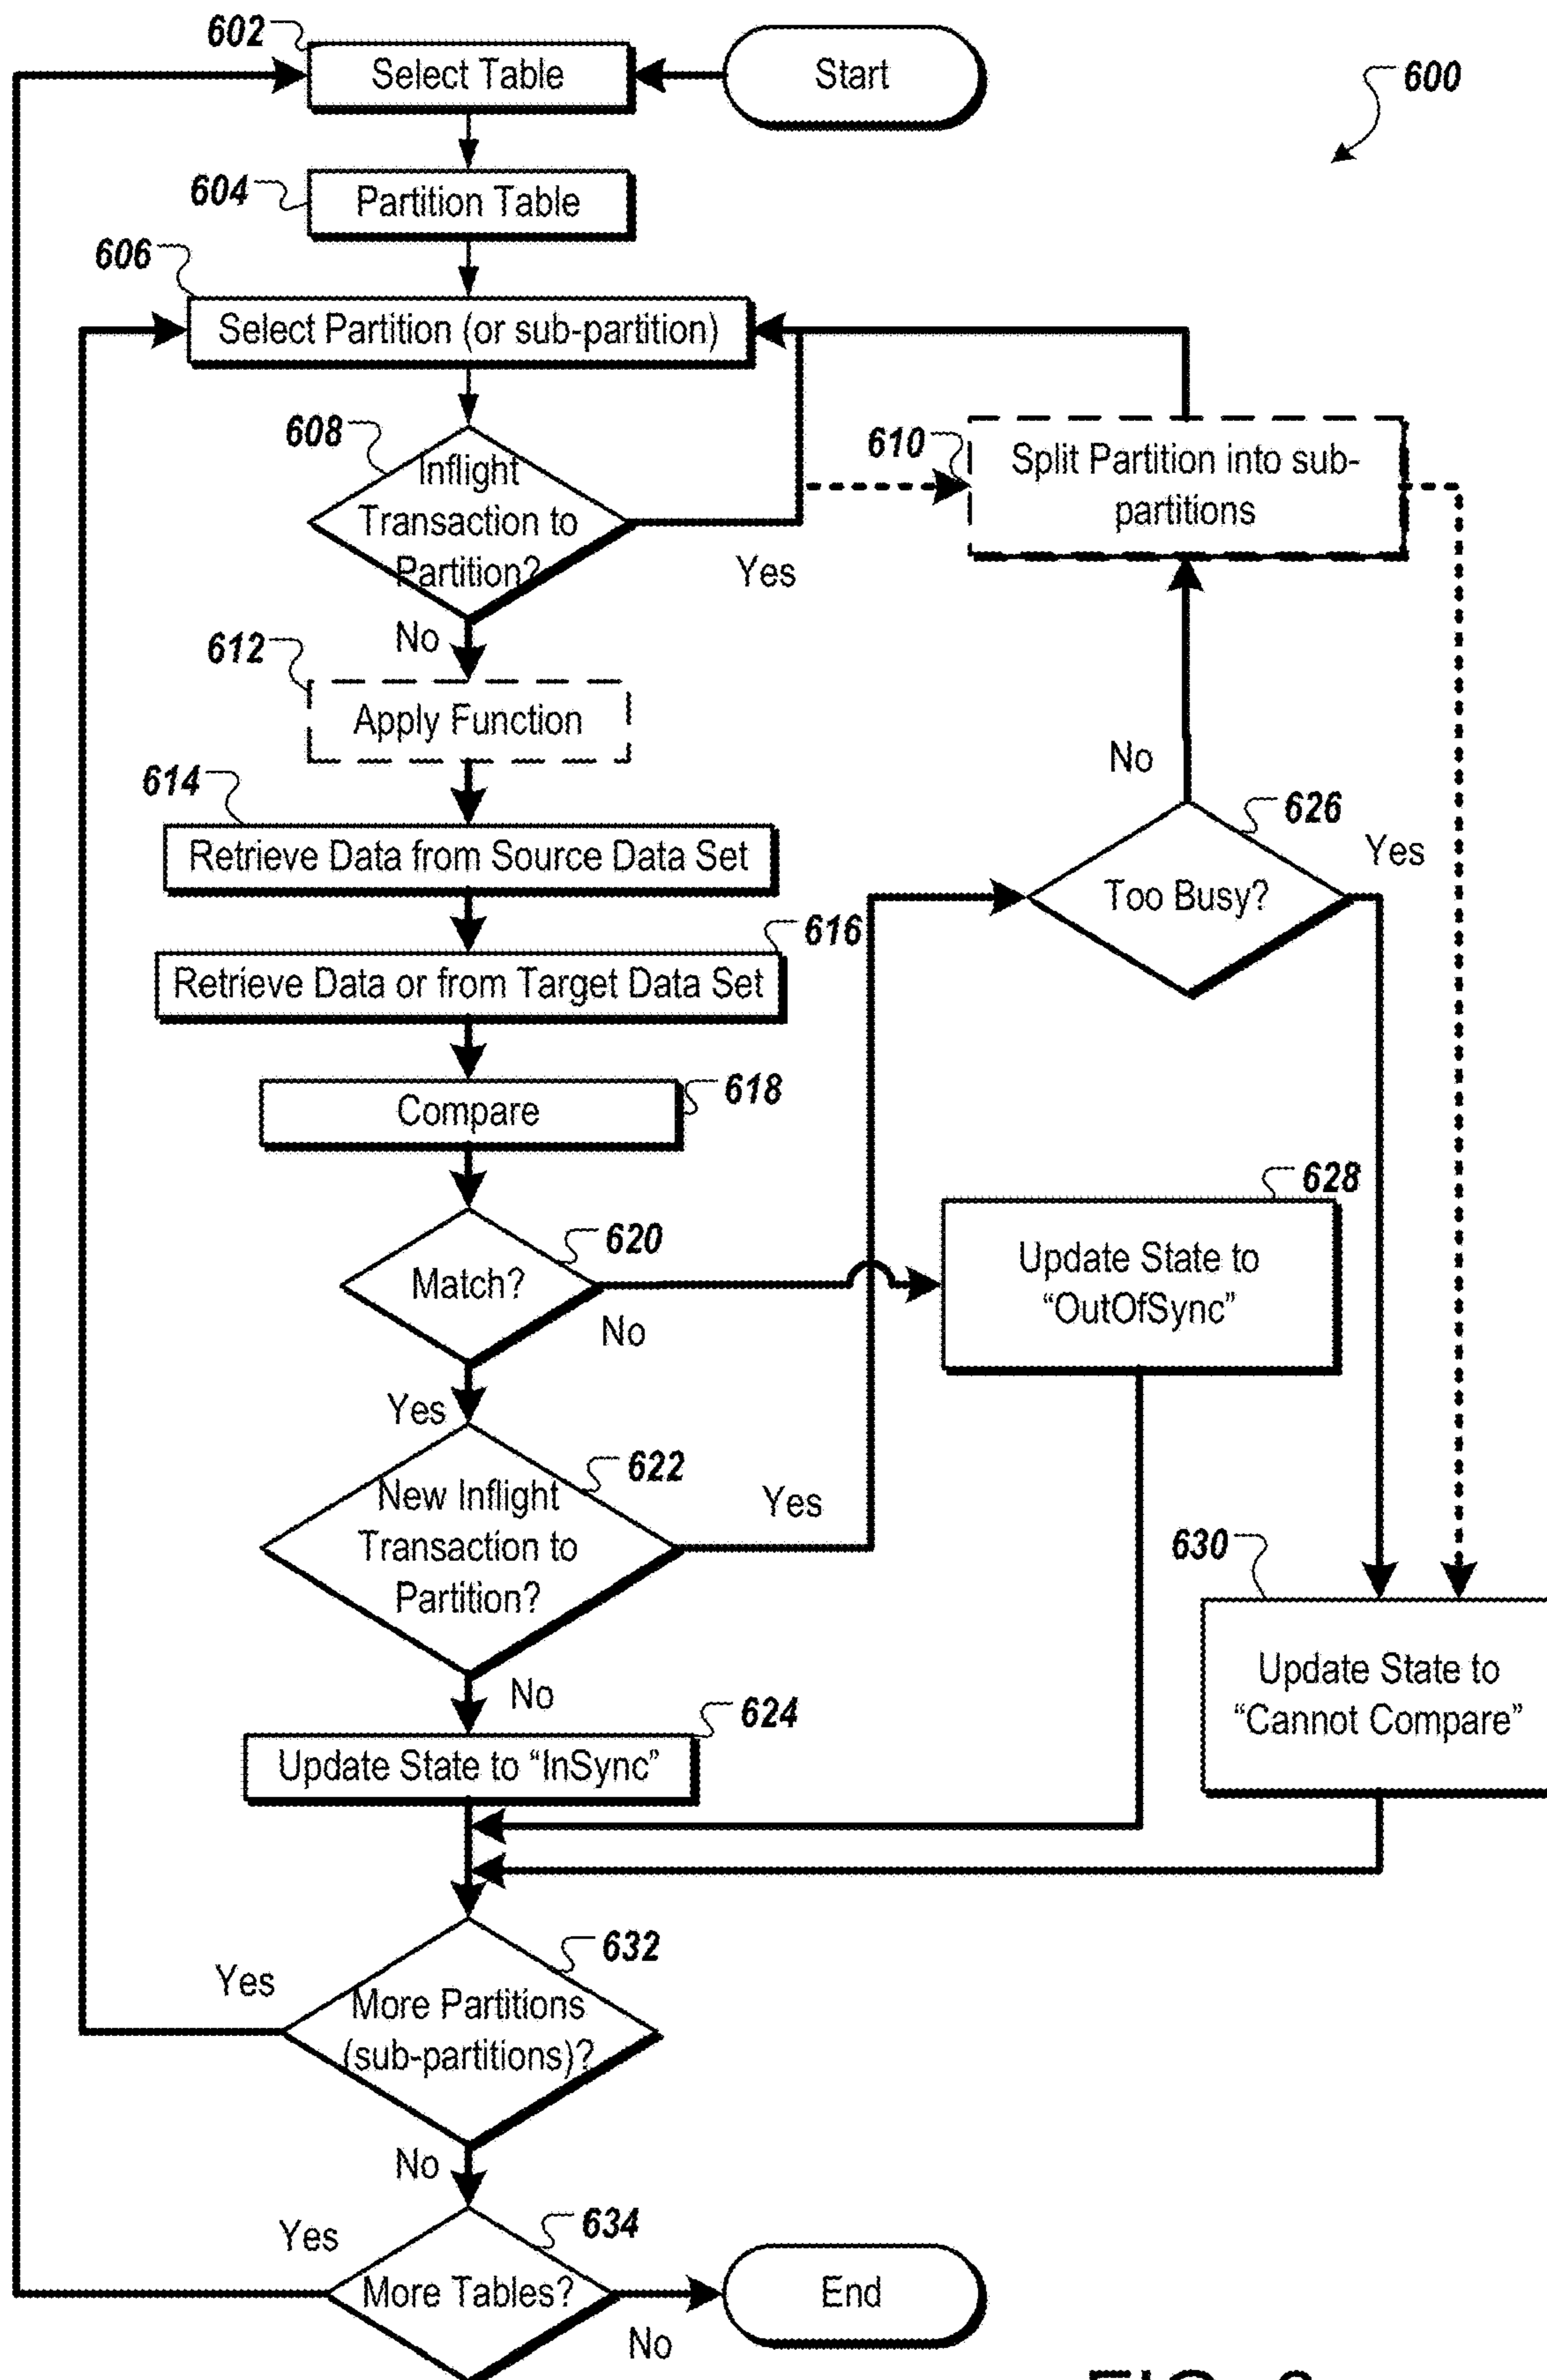 602
Select Table
Start
600
604
Partition Table
606
Select Partition (or sub-partition)
608
Inflight
Transaction to
Partition?
Yes
No
610
Split Partition into sub-
partitions
612
Apply Function
614
Retrieve Data from Source Data Set
No
626
Too Busy?
Yes
616
Retrieve Data or from Target Data Set
618
Compare
620
Match?
No
Yes
628
Update State to
“OutOfSync”
622
New Inflight
Transaction to
Partition?
Yes
No
630
Update State to
“Cannot Compare”
624
Update State to “InSync”
632
More Partitions
(sub-partitions)?
Yes
No
634
More Tables?
Yes
No
End